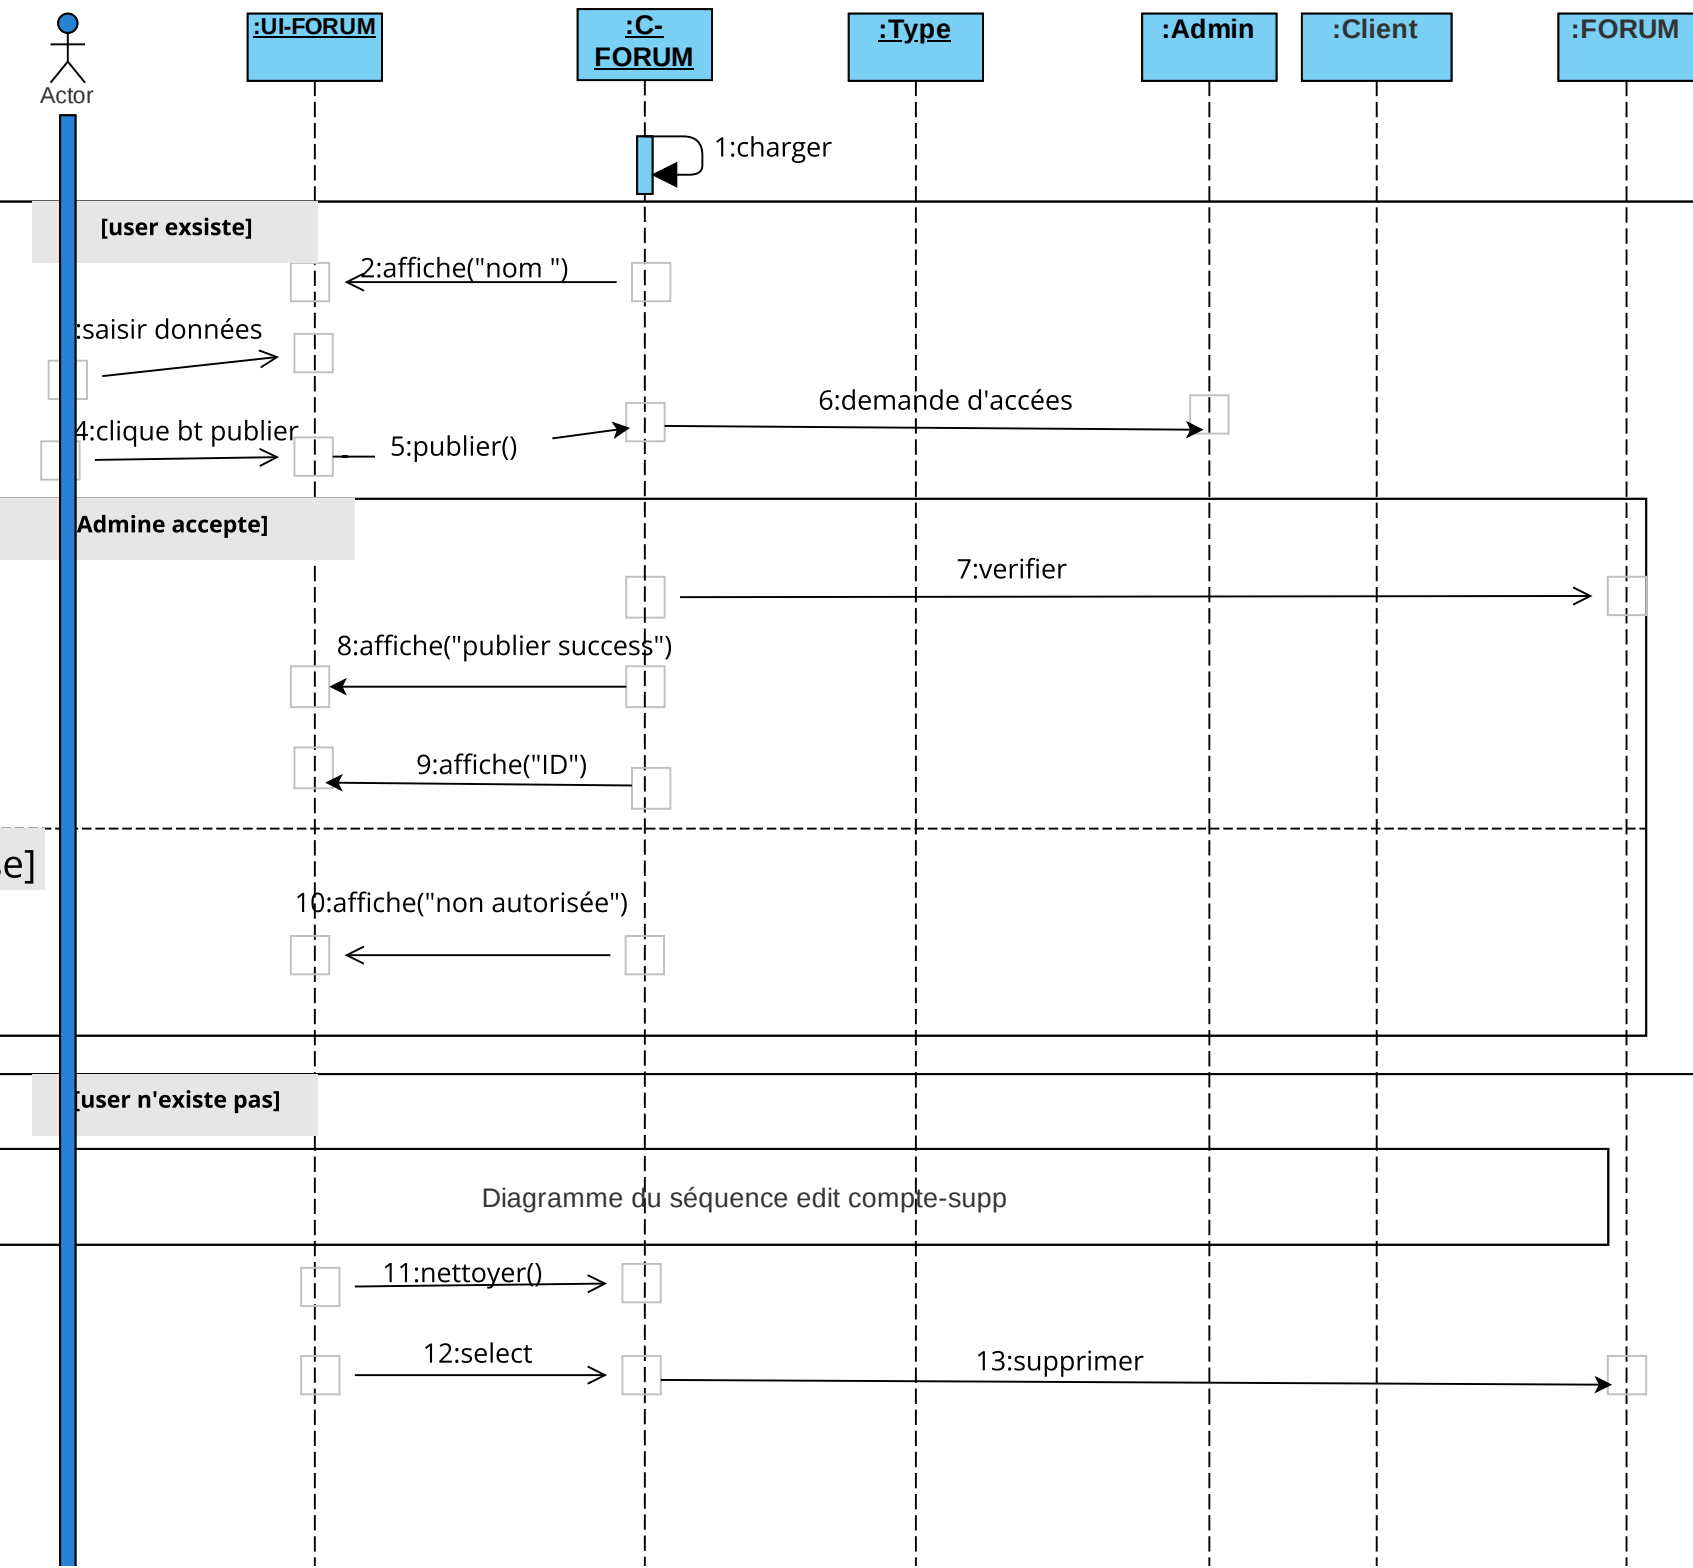 Actor
:UI-FORUM
:C-
FORUM
:Type
:Admin
:Client
:FORUM
1:charger
[user exsiste]
2:affiche("nom ")
:saisir données
4:clique bt publier
5:publier()
6:demande d'accées
Admine accepte]
7:verifier
8:affiche("publier success")
9:affiche("ID")
e]
10:affiche("non autorisée")
[user n'existe pas]
Diagramme du séquence edit compte-supp
11:nettoyer()
12:select
13:supprimer